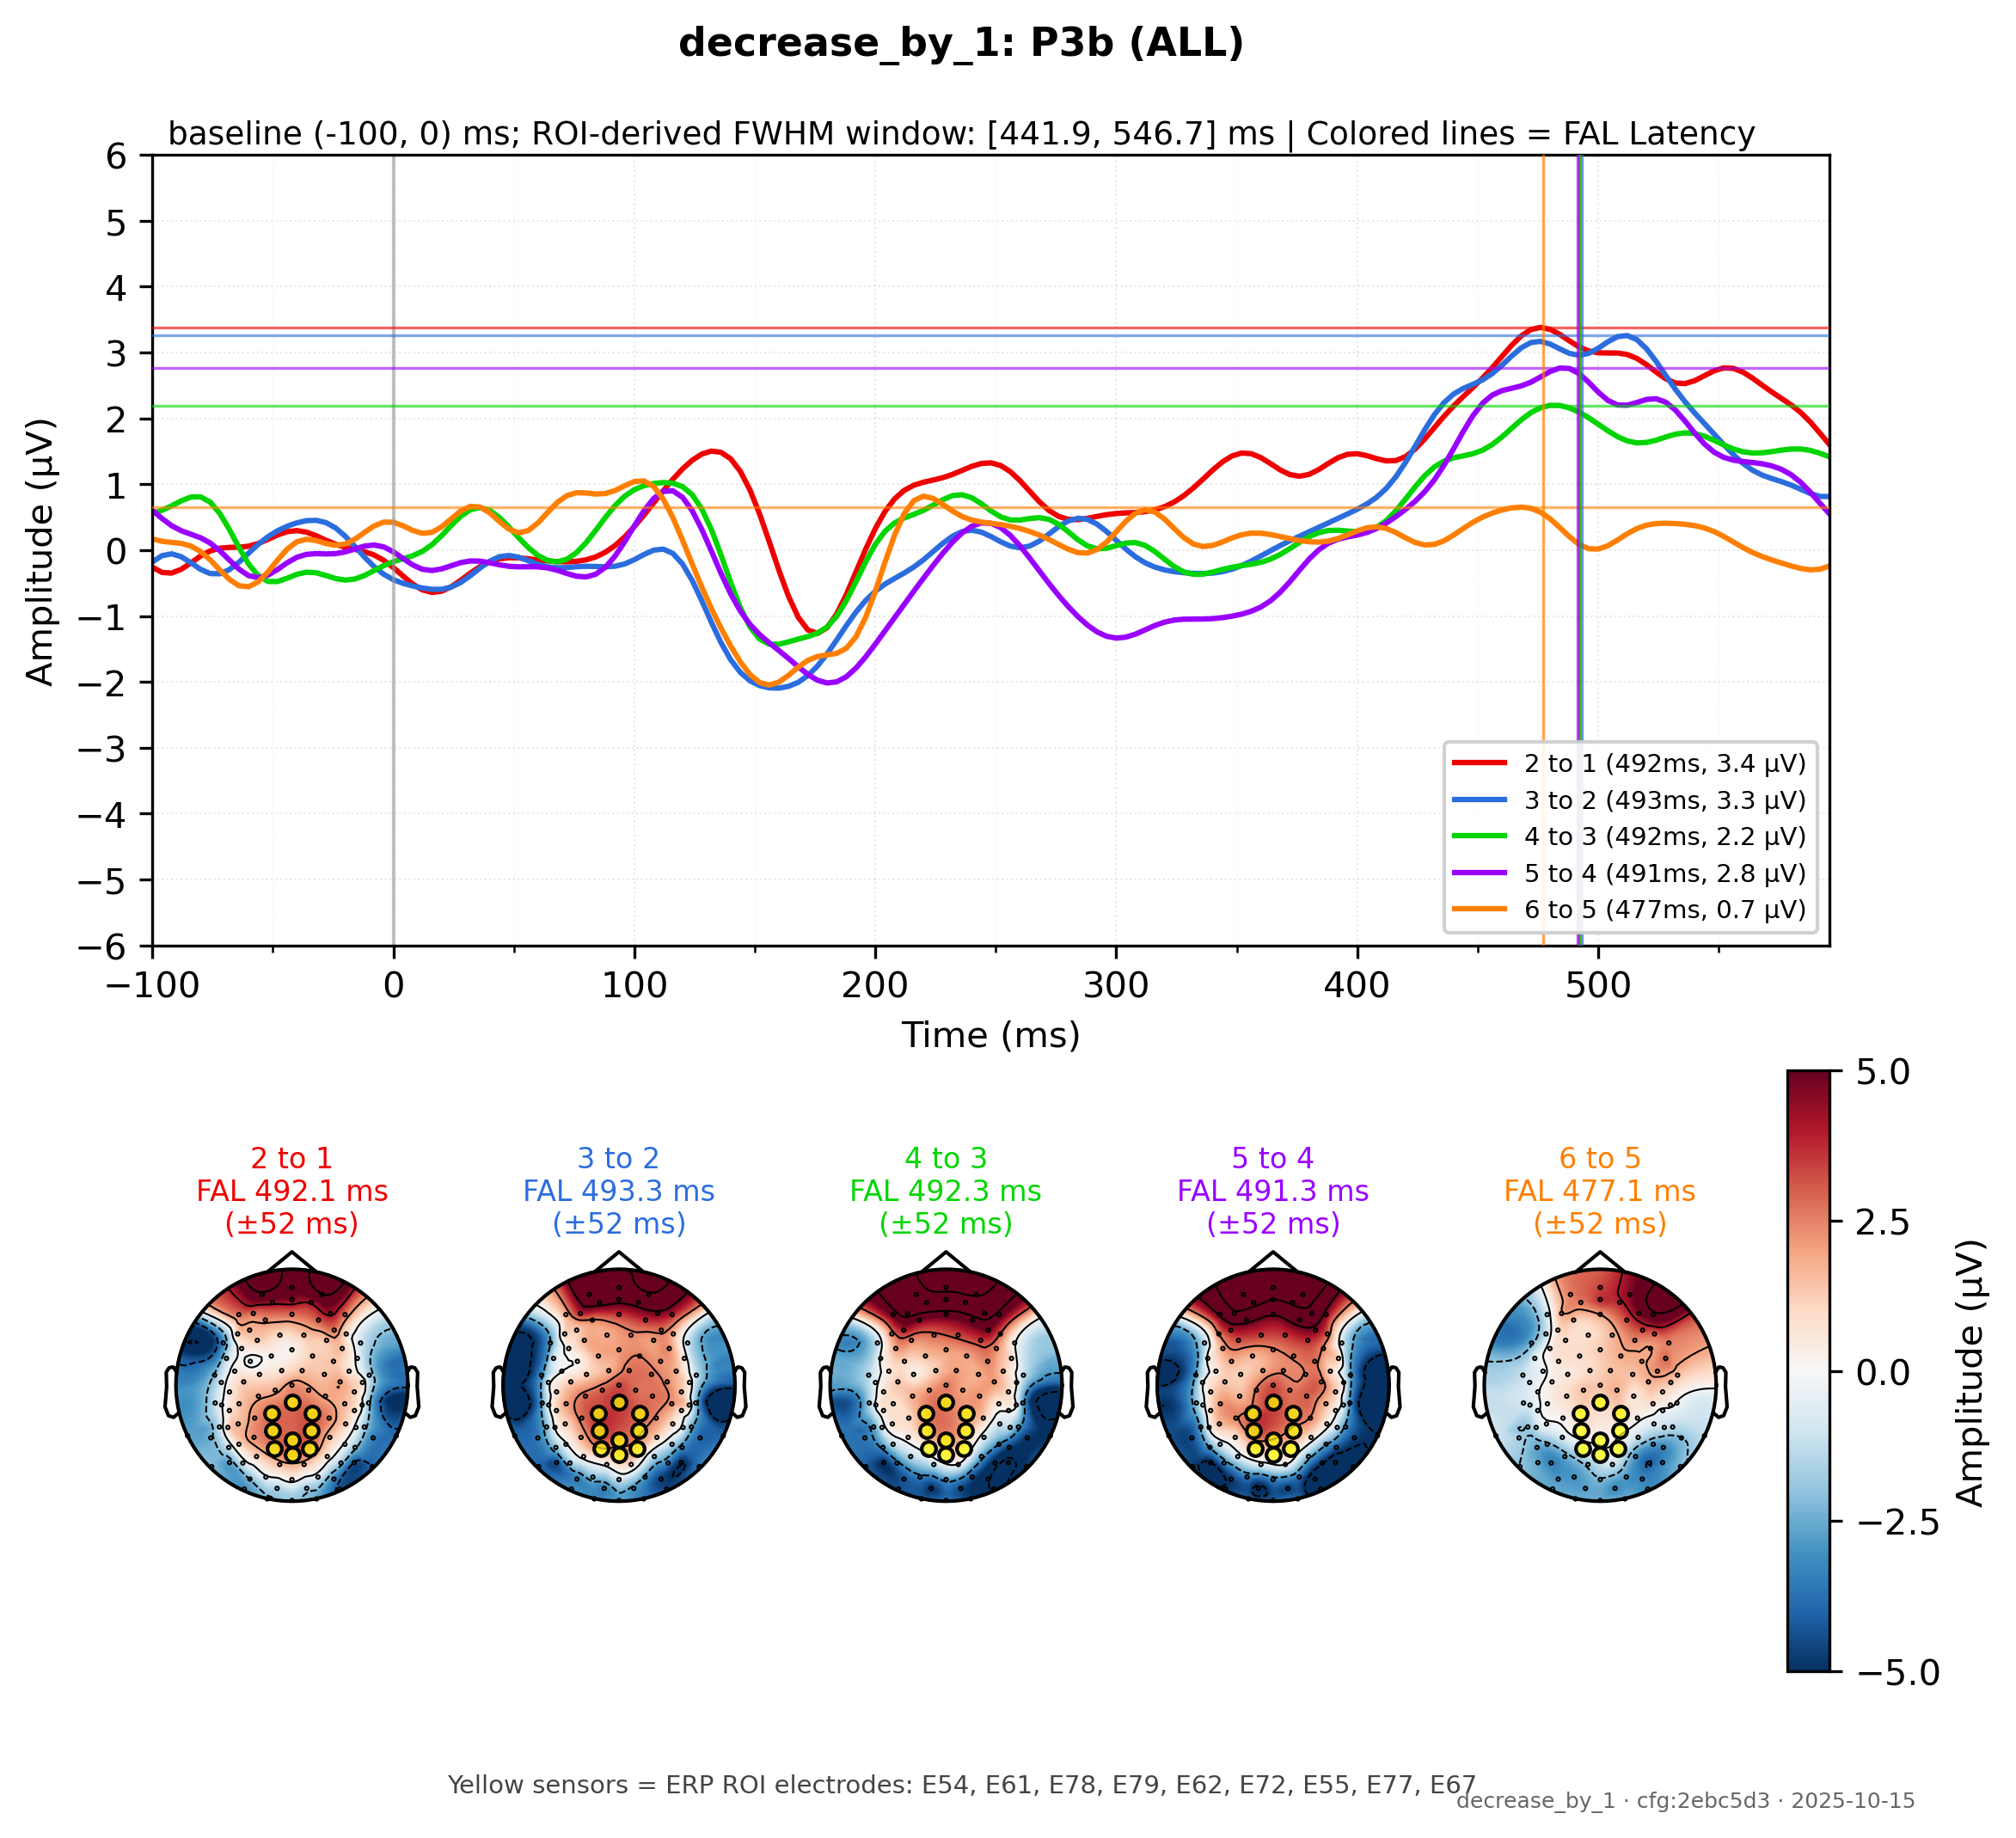 decrease_by_1: P3b (ALL)
baseline (-100, 0) ms; ROI-derived FWHM window: [441.9, 546.7] ms | Colored lines = FAL Latency
Amplitude (µV)
6
5
4
3
2
1
0
−1
−2
−3
−4
−5
−6
2 to 1 (492ms, 3.4 µV)
3 to 2 (493ms, 3.3 µV)
4 to 3 (492ms, 2.2 µV)
5 to 4 (491ms, 2.8 µV)
6 to 5 (477ms, 0.7 µV)
−100 0 100 200 300 400 500
Time (ms)
2 to 1
FAL 492.1 ms
(±52 ms)
3 to 2
FAL 493.3 ms
(±52 ms)
4 to 3
FAL 492.3 ms
(±52 ms)
5 to 4
FAL 491.3 ms
(±52 ms)
6 to 5
FAL 477.1 ms
(±52 ms)
5.0
2.5
0.0
−2.5
−5.0
Amplitude (µV)
Yellow sensors = ERP ROI electrodes: E54, E61, E78, E79, E62, E72, E55, E77, E67
decrease_by_1 · cfg:2ebc5d3 · 2025-10-15